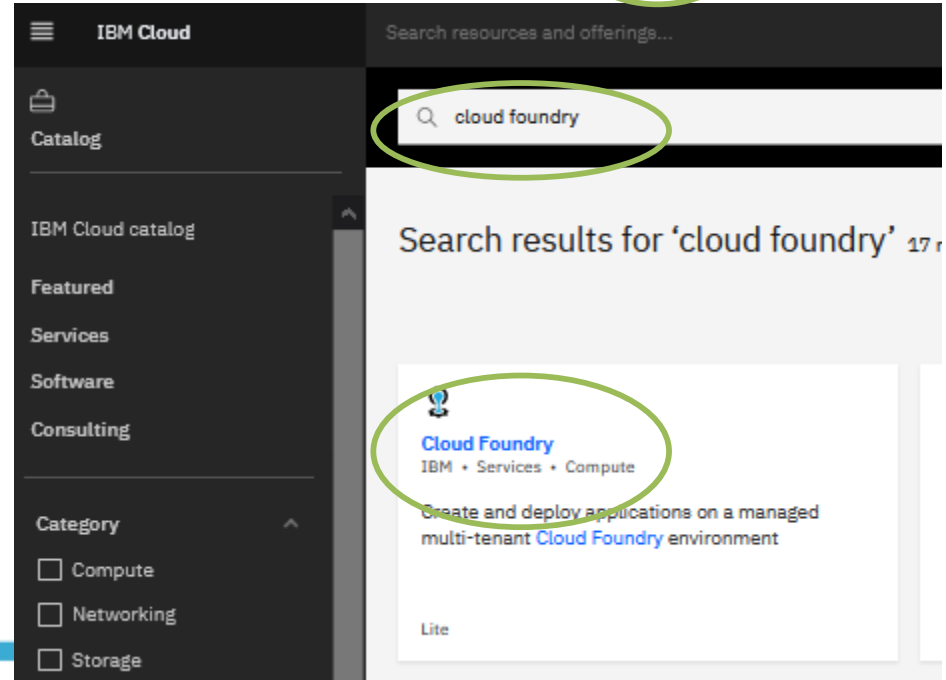 IBM Cloud
Search resources and offerings...
Catalog
IBM Cloud catalog
Featured
Services
Software
Consulting
Category
Compute
Networking
Storage
cloud foundry
Search results for ‘cloud foundry’ 17
Cloud Foundry
IBM • Services • Compute
Create and deploy applications on a managed
multi-tenant Cloud Foundry environment
Lite